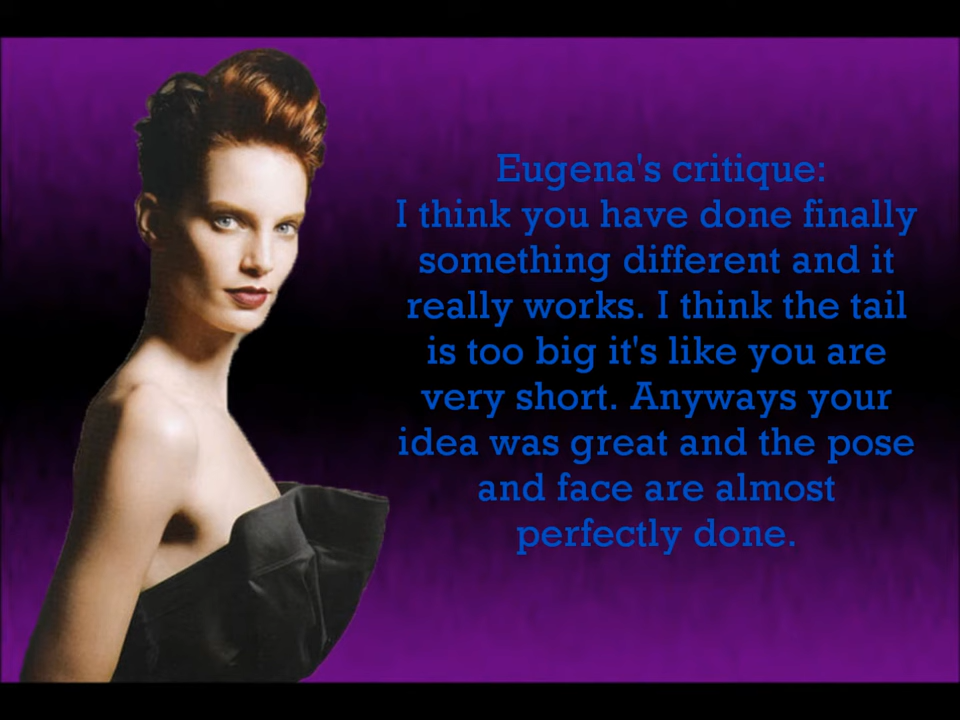 Eugena's critique:
I think you have done finally
something different and it
really works. I think the tail
is too big it's like you are
very short. Anyways your
idea was great and the pose
and face are almost
perfectly done.